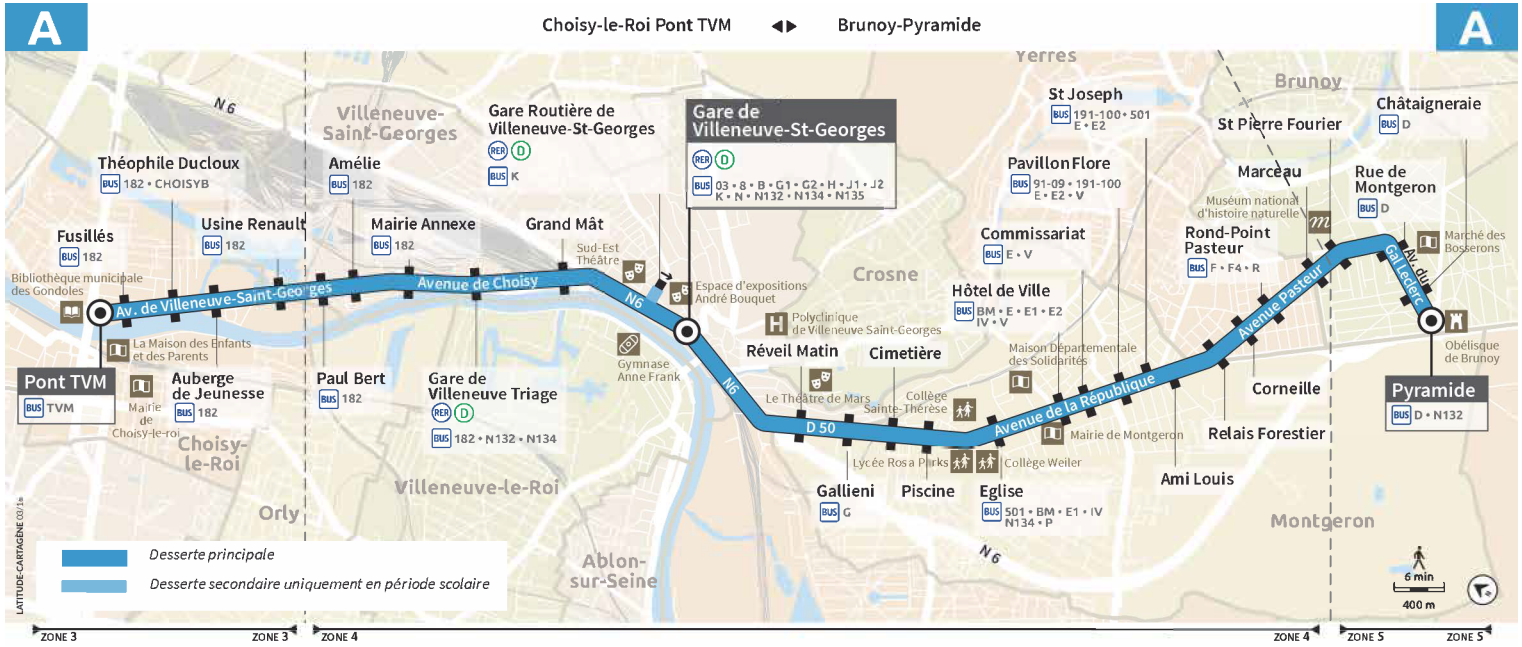 A
Choisy-le-Roi Pont TVM ◄► Brunoy-Pyramide
A
N 6
Villeneuve-
Saint-Georges
Yerres
Brunoy
Gare Routière de
Villeneuve-St-Georges
RER D
BUS K
Gare de
Villeneuve-St-Georges
RER D
BUS 03 • 8 • B • G1 • G2 • H • J1 • J2
K • N • N132 • N134 • N135
St Joseph
BUS 191-100 • 501
E • E2
Châtaigneraie
BUS D
St Pierre Fourier
Théophile Ducloux
BUS 182 • CHOISYB
Amélie
BUS 182
Pavillon Flore
BUS 91-09 • 191-100
E • E2 • V
Marceau
Rue de
Montgeron
BUS D
Muséum national
d'histoire naturelle
m
Fusillés
BUS 182
Usine Renault
BUS 182
Mairie Annexe
BUS 182
Grand Mât
Sud-Est
Théâtre
Commissariat
BUS E • V
Rond-Point
Pasteur
BUS F • F4 • R
Marché des
Bosserons
Bibliothèque municipale
des Gondoles
Espace d'expositions
André Bouquet
Crosne
Hôtel de Ville
BUS BM • E • E1 • E2
IV • V
Av. de Villeneuve-Saint-Georges
Avenue de Choisy
N6
N6
D 50
Avenue de la République
Avenue Pasteur
Av. du
Gal Leclerc
H
Polyclinique
de Villeneuve Saint-Georges
La Maison des Enfants
et des Parents
Gymnase
Anne Frank
Réveil Matin
Cimetière
Maison Départementale
des Solidarités
Obélisque
de Brunoy
Pont TVM
BUS TVM
Mairie
de
Choisy-le-roi
Auberge
de Jeunesse
BUS 182
Paul Bert
BUS 182
Gare de
Villeneuve Triage
RER D
BUS 182 • N132 • N134
Le Théâtre de Mars
Collège
Sainte-Thérèse
Corneille
Pyramide
BUS D • N132
Choisy-
le-Roi
Mairie de Montgeron
Relais Forestier
Lycée Rosa Parks
Collège Weiler
Ami Louis
Villeneuve-le-Roi
Gallieni
BUS G
Piscine
Eglise
BUS 501 • BM • E1 • IV
N134 • P
Orly
Montgeron
N 6
Ablon-
sur-Seine
Desserte principale
Desserte secondaire uniquement en période scolaire
6 min
400 m
LATITUDE-CARTAGÈNE 03/16
ZONE 3
ZONE 3
ZONE 4
ZONE 4
ZONE 5
ZONE 5